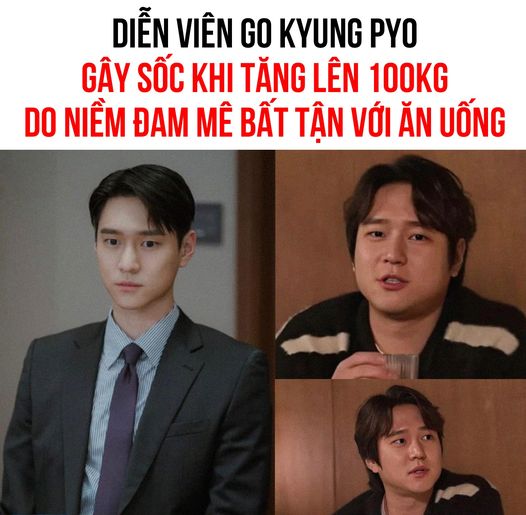 DIỄN VIÊN GO KYUNG PYO
GÂY SỐC KHI TĂNG LÊN 100KG
DO NIỀM ĐAM MÊ BẤT TẬN VỚI ĂN UỐNG